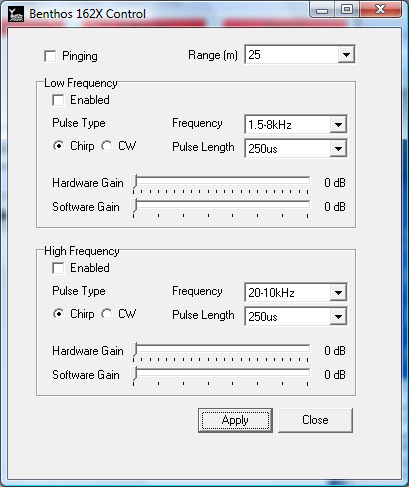 Benthos 162X Control
Pinging Range (m) 25
Low Frequency
Enabled
Pulse Type Frequency 1.5-8kHz
Chirp CW Pulse Length 250us
Hardware Gain 0 dB
Software Gain 0 dB
High Frequency
Enabled
Pulse Type Frequency 20-10kHz
Chirp CW Pulse Length 250us
Hardware Gain 0 dB
Software Gain 0 dB
Apply Close